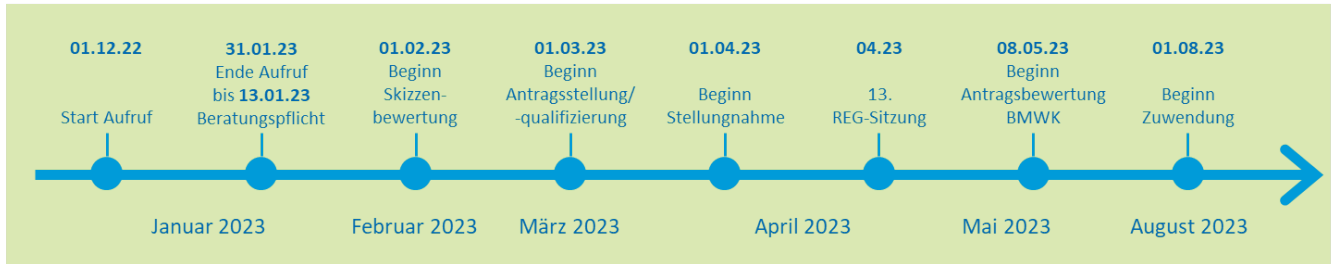 01.12.22
Start Aufruf
31.01.23
Ende Aufruf
bis 13.01.23
Beratungspflicht
01.02.23
Beginn
Skizzen-
bewertung
01.03.23
Beginn
Antragsstellung/
-qualifizierung
01.04.23
Beginn
Stellungnahme
04.23
13.
REG-Sitzung
08.05.23
Beginn
Antragsbewertung
BMWK
01.08.23
Beginn
Zuwendung
Januar 2023
Februar 2023
März 2023
April 2023
Mai 2023
August 2023